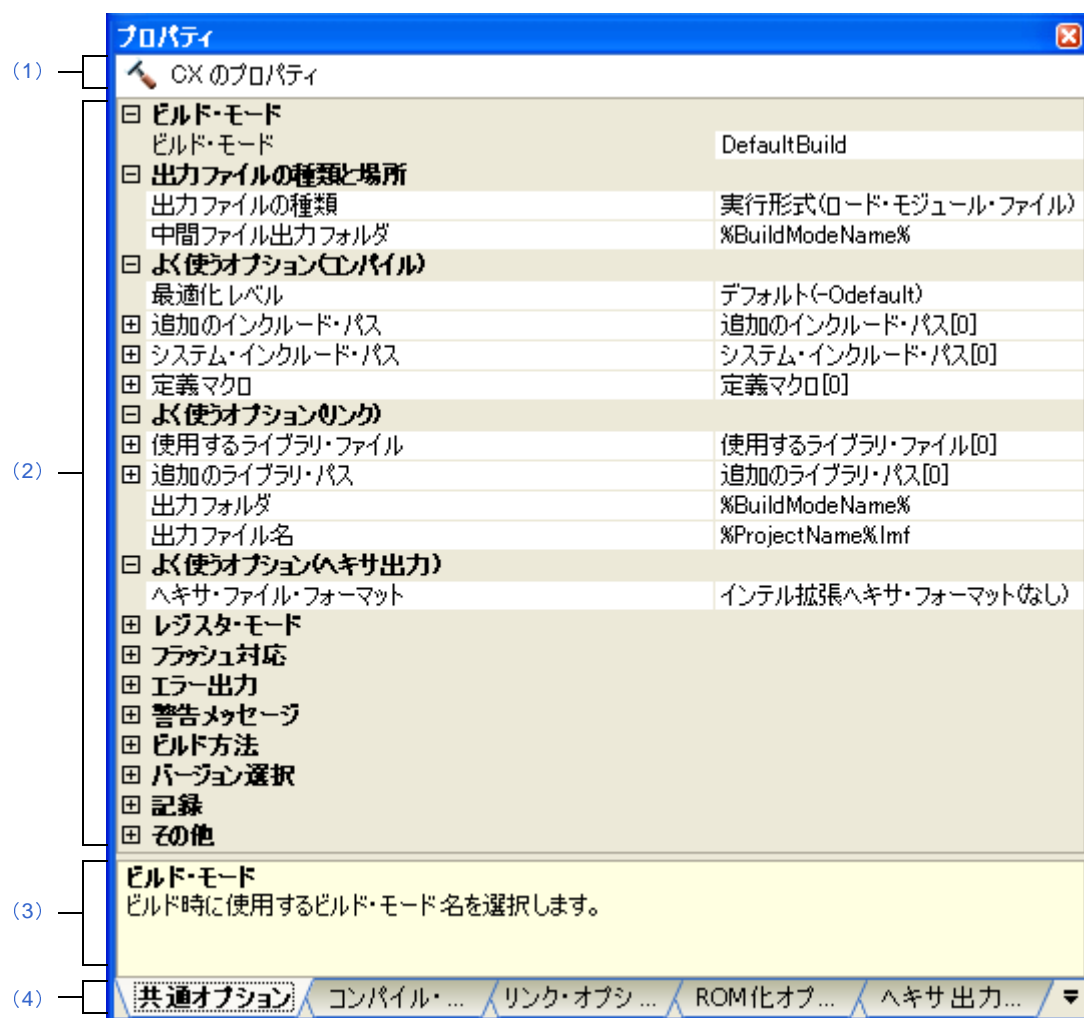 プロパティ
(1)
CX のプロパティ
ビルド・モード
ビルド・モード DefaultBuild
出力ファイルの種類と場所
出力ファイルの種類 実行形式(ロード・モジュール・ファイル)
中間ファイル出力フォルダ %BuildModeName%
よく使うオプション(コンパイル)
最適化レベル デフォルト(-Odefault)
追加のインクルード・パス 追加のインクルード・パス[0]
システム・インクルード・パス システム・インクルード・パス[0]
定義マクロ 定義マクロ[0]
よく使うオプション(リンク)
使用するライブラリ・ファイル 使用するライブラリ・ファイル[0]
(2)
追加のライブラリ・パス 追加のライブラリ・パス[0]
出力フォルダ %BuildModeName%
出力ファイル名 %ProjectName%.lmf
よく使うオプション(ヘキサ出力)
ヘキサ・ファイル・フォーマット インテル拡張ヘキサ・フォーマット(なし)
レジスタ・モード
フラッシュ対応
エラー出力
警告メッセージ
ビルド方法
バージョン選択
記録
その他
ビルド・モード
ビルド時に使用するビルド・モード名を選択します。
(3)
(4)
共通オプション コンパイル・... リンク・オプシ... ROM化オプ... ヘキサ出力...